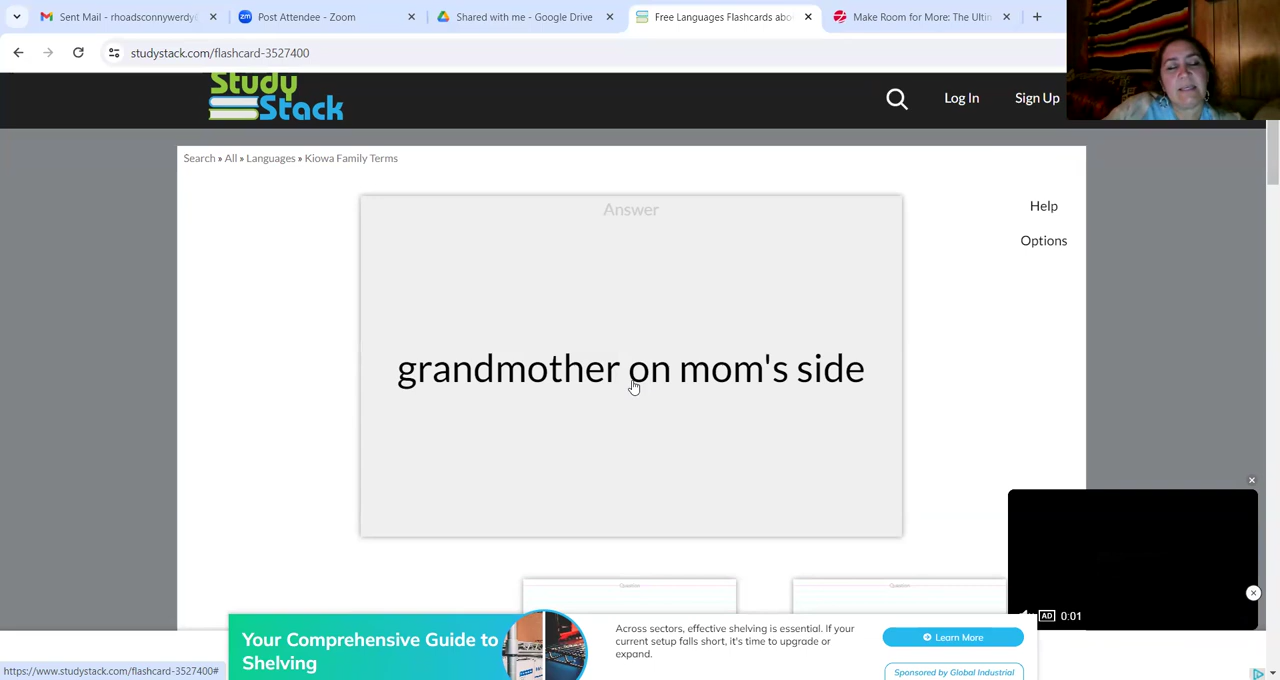 Sent Mail - rhoadsconnywerdy
Post Attendee - Zoom
Shared with me - Google Drive
Free Languages Flashcards abo
Make Room for More: The Ultin
studystack.com/flashcard-3527400
Study
Stack
Log In
Sign Up
Search » All » Languages » Kiowa Family Terms
Answer
Help
Options
grandmother on mom's side
Question
Question
AD 0:01
Your Comprehensive Guide to
Shelving
Across sectors, effective shelving is essential. If your
current setup falls short, it's time to upgrade or
expand.
Learn More
Sponsored by Global Industrial
https://www.studystack.com/flashcard-3527400#